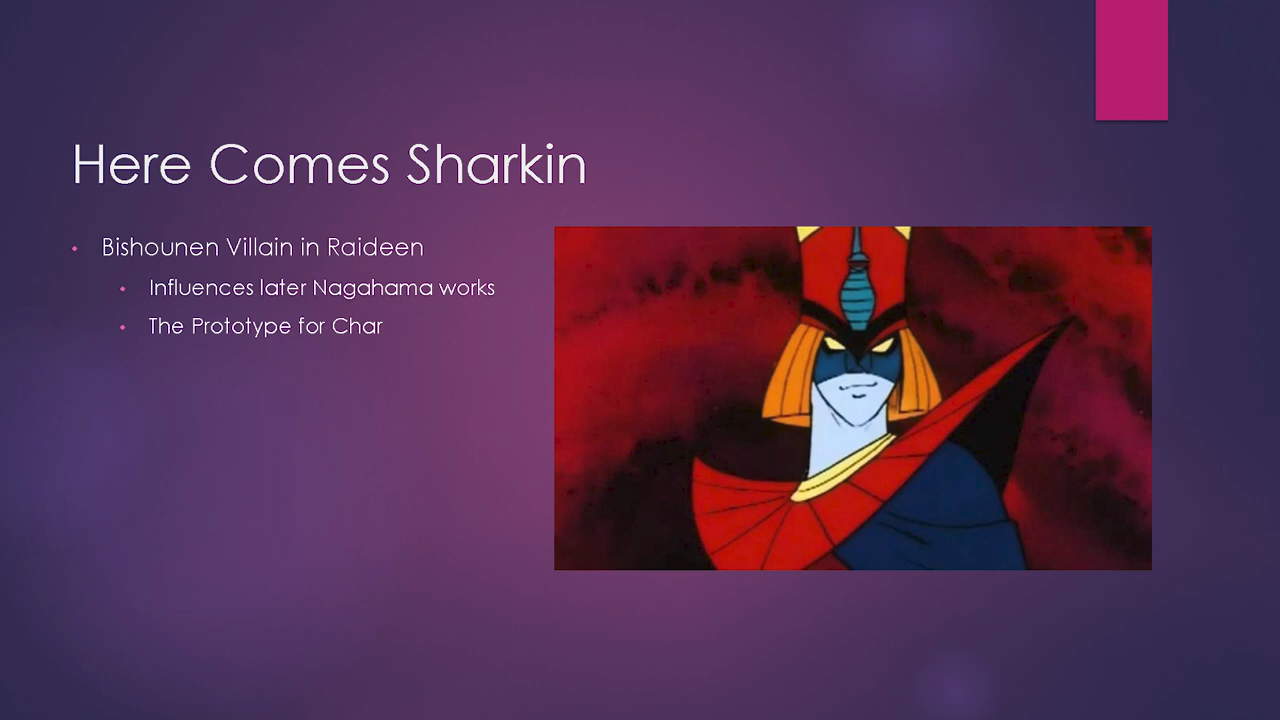 Here Comes Sharkin
Bishounen Villain in Raideen
Influences later Nagahama works
The Prototype for Char